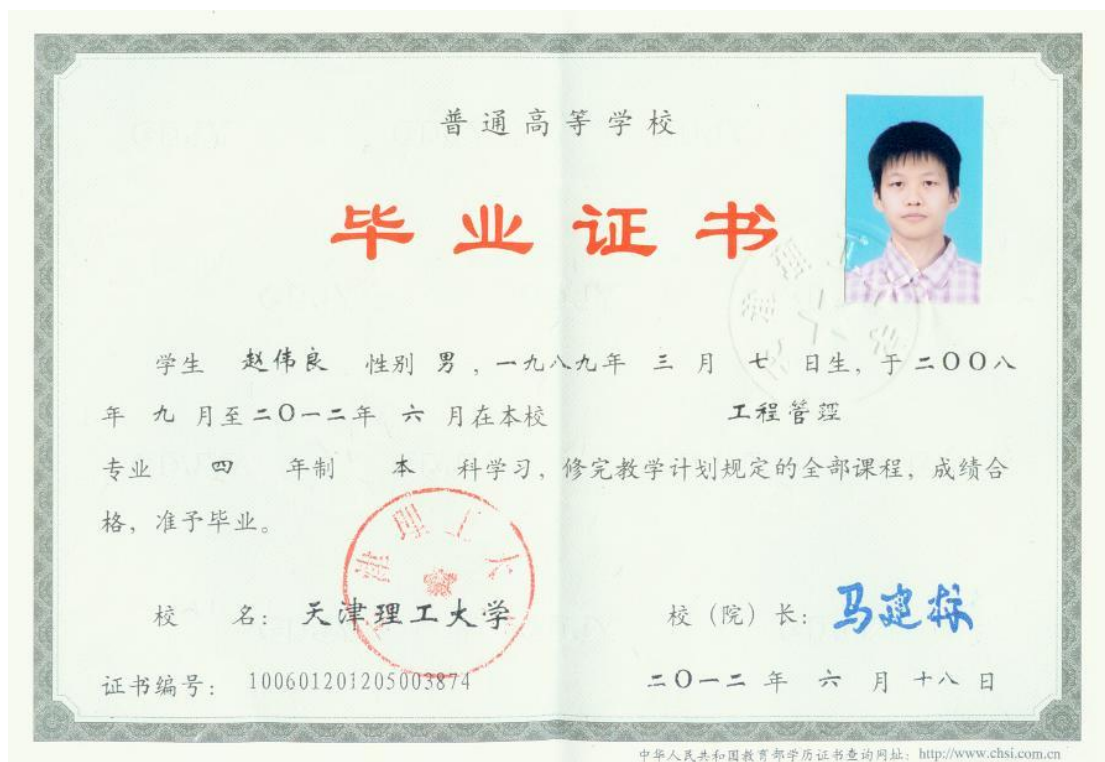 普通高等学校
毕业证书
学生 赵伟良 性别 男，一九八九年 三 月 七 日生，于二〇〇八
年 九 月至二〇一二年 六 月在本校 工程管理
专业 四 年制 本 科学习，修完教学计划规定的全部课程，成绩合
格，准予毕业。
校 名：天津理工大学 校（院）长：马建标
证书编号：100601201205003874 二〇一二年 六 月 十八 日
中华人民共和国教育部学历证书查询网址：http://www.chsi.com.cn